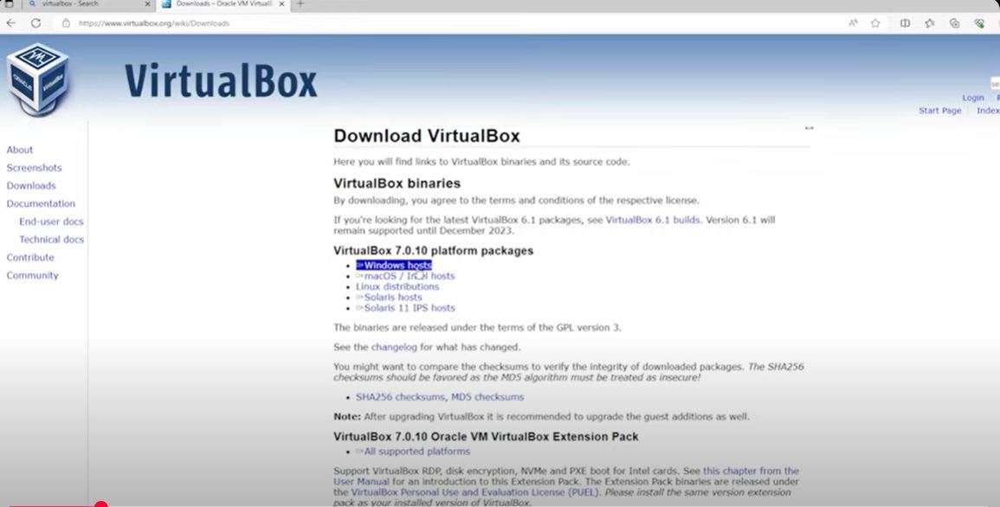 virtualbox - Search
Downloads – Oracle VM VirtualB
https://www.virtualbox.org/wiki/Downloads
VirtualBox
Login
Start Page
Index
About
Screenshots
Downloads
Documentation
End-user docs
Technical docs
Contribute
Community
Download VirtualBox
Here you will find links to VirtualBox binaries and its source code.
VirtualBox binaries
By downloading, you agree to the terms and conditions of the respective license.
If you're looking for the latest VirtualBox 6.1 packages, see VirtualBox 6.1 builds. Version 6.1 will
remain supported until December 2023.
VirtualBox 7.0.10 platform packages
Windows hosts
macOS / Intel hosts
Linux distributions
Solaris hosts
Solaris 11 IPS hosts
The binaries are released under the terms of the GPL version 3.
See the changelog for what has changed.
You might want to compare the checksums to verify the integrity of downloaded packages. The SHA256
checksums should be favored as the MD5 algorithm must be treated as insecure!
SHA256 checksums, MD5 checksums
Note: After upgrading VirtualBox it is recommended to upgrade the guest additions as well.
VirtualBox 7.0.10 Oracle VM VirtualBox Extension Pack
All supported platforms
Support VirtualBox RDP, disk encryption, NVMe and PXE boot for Intel cards. See this chapter from the
User Manual for an introduction to this Extension Pack. The Extension Pack binaries are released under
the VirtualBox Personal Use and Evaluation License (PUEL). Please install the same version extension
pack as your installed version of VirtualBox.